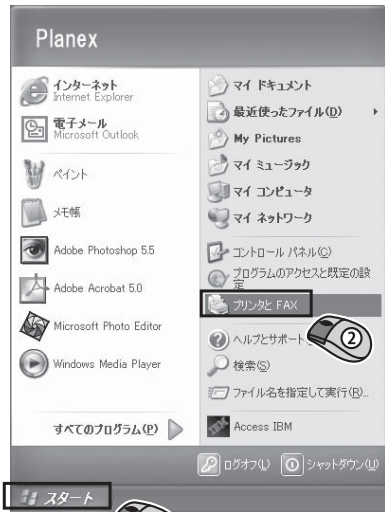 Planex
インターネット
Internet Explorer
電子メール
Microsoft Outlook
ペイント
メモ帳
Adobe Photoshop 5.5
Adobe Acrobat 5.0
Microsoft Photo Editor
Windows Media Player
すべてのプログラム(P)
マイ ドキュメント
最近使ったファイル(D)
My Pictures
マイ ミュージック
マイ コンピュータ
マイ ネットワーク
コントロール パネル(C)
プログラムのアクセスと既定の設
定
プリンタと FAX
②
ヘルプとサポート
検索(S)
ファイル名を指定して実行(R)...
Access IBM
ログオフ(L)
シャットダウン(U)
スタート